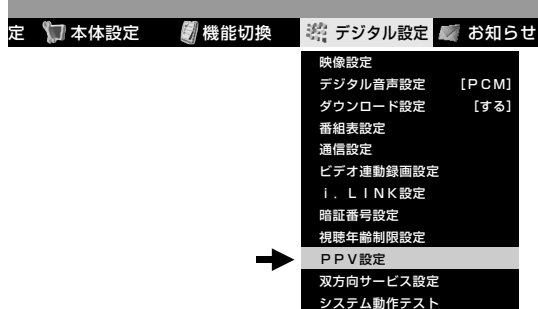 定 本体設定 機能切換 デジタル設定 お知らせ
映像設定
デジタル音声設定 [ＰＣＭ]
ダウンロード設定 [する]
番組表設定
通信設定
ビデオ連動録画設定
ｉ．ＬＩＮＫ設定
暗証番号設定
視聴年齢制限設定
ＰＰＶ設定
双方向サービス設定
システム動作テスト